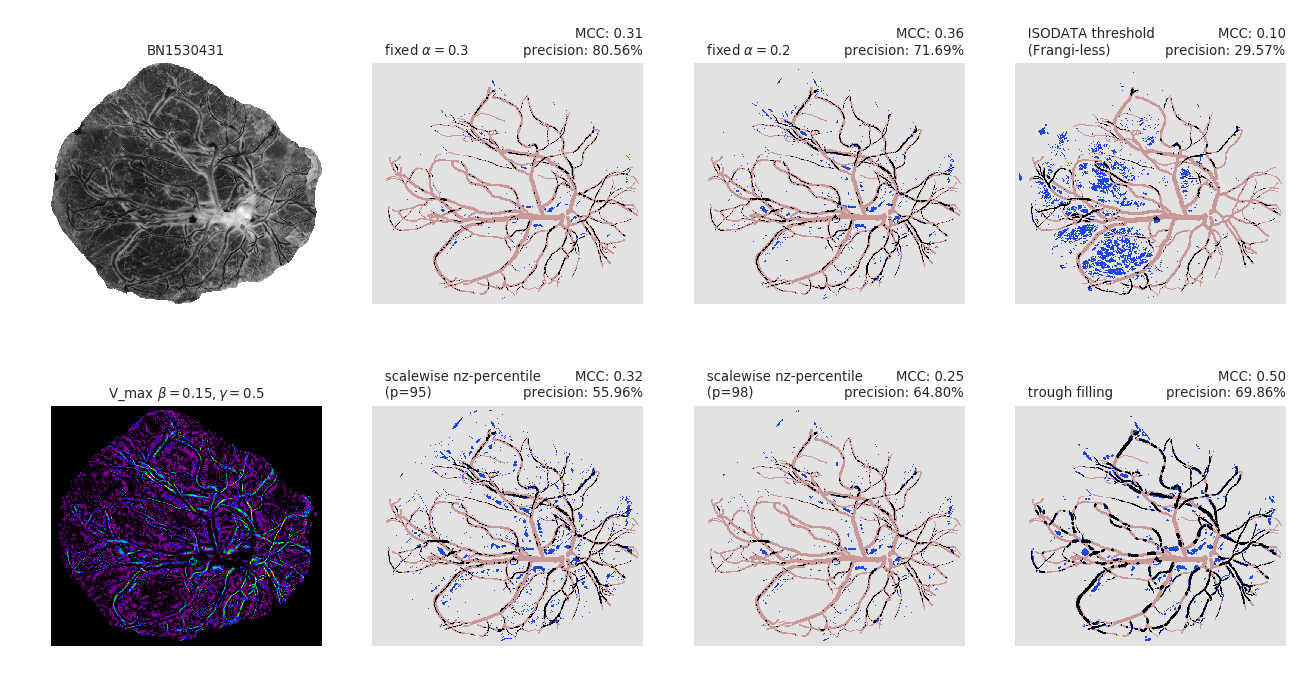 BN1530431
fixed α = 0.3
MCC: 0.31
precision: 80.56%
fixed α = 0.2
MCC: 0.36
precision: 71.69%
ISODATA threshold
(Frangi-less)
MCC: 0.10
precision: 29.57%
V_max β = 0.15, γ = 0.5
scalewise nz-percentile
(p=95)
MCC: 0.32
precision: 55.96%
scalewise nz-percentile
(p=98)
MCC: 0.25
precision: 64.80%
trough filling
MCC: 0.50
precision: 69.86%